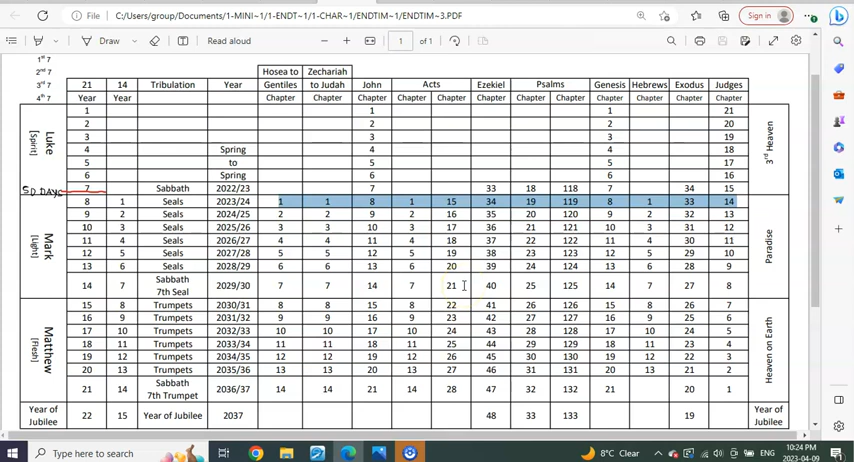 C:/Users/group/Documents/1-MINI~1/1-ENDT~1/1-CHAR~1/ENDTIM~1/ENDTIM~3.PDF
Sign in
Draw Read aloud 1 of 1
1st 7
2nd 7 Hosea to Zechariah
3rd 7 21 14 Tribulation Year Gentiles to Judah John Acts Ezekiel Psalms Genesis Hebrews Exodus Judges
4th 7 Year Year Chapter Chapter Chapter Chapter Chapter Chapter Chapter Chapter Chapter Chapter Chapter Chapter
Luke
[Spirit]
1 1 1 21
2 2 2 20
3 3 3 19
4 Spring 4 4 18
5 to 5 5 17
6 Spring 6 6 16
50 DAYS
7 Sabbath 2022/23 7 33 18 118 7 34 15
3rd Heaven
Mark
[Light]
8 1 Seals 2023/24 1 1 8 1 15 34 19 119 8 1 33 14
9 2 Seals 2024/25 2 2 9 2 16 35 20 120 9 2 32 13
10 3 Seals 2025/26 3 3 10 3 17 36 21 121 10 3 31 12
11 4 Seals 2026/27 4 4 11 4 18 37 22 122 11 4 30 11
12 5 Seals 2027/28 5 5 12 5 19 38 23 123 12 5 29 10
13 6 Seals 2028/29 6 6 13 6 20 39 24 124 13 6 28 9
14 7 Sabbath 7th Seal 2029/30 7 7 14 7 21 40 25 125 14 7 27 8
Paradise
Matthew
[Flesh]
15 8 Trumpets 2030/31 8 8 15 8 22 41 26 126 15 8 26 7
16 9 Trumpets 2031/32 9 9 16 9 23 42 27 127 16 9 25 6
17 10 Trumpets 2032/33 10 10 17 10 24 43 28 128 17 10 24 5
18 11 Trumpets 2033/34 11 11 18 11 25 44 29 129 18 11 23 4
19 12 Trumpets 2034/35 12 12 19 12 26 45 30 130 19 12 22 3
20 13 Trumpets 2035/36 13 13 20 13 27 46 31 131 20 13 21 2
21 14 Sabbath 7th Trumpet 2036/37 14 14 21 14 28 47 32 132 21 20 1
Heaven on Earth
Year of Jubilee 22 15 Year of Jubilee 2037 48 33 133 19 Year of Jubilee
Type here to search
8°C Clear
ENG
10:24 PM
2023-04-09